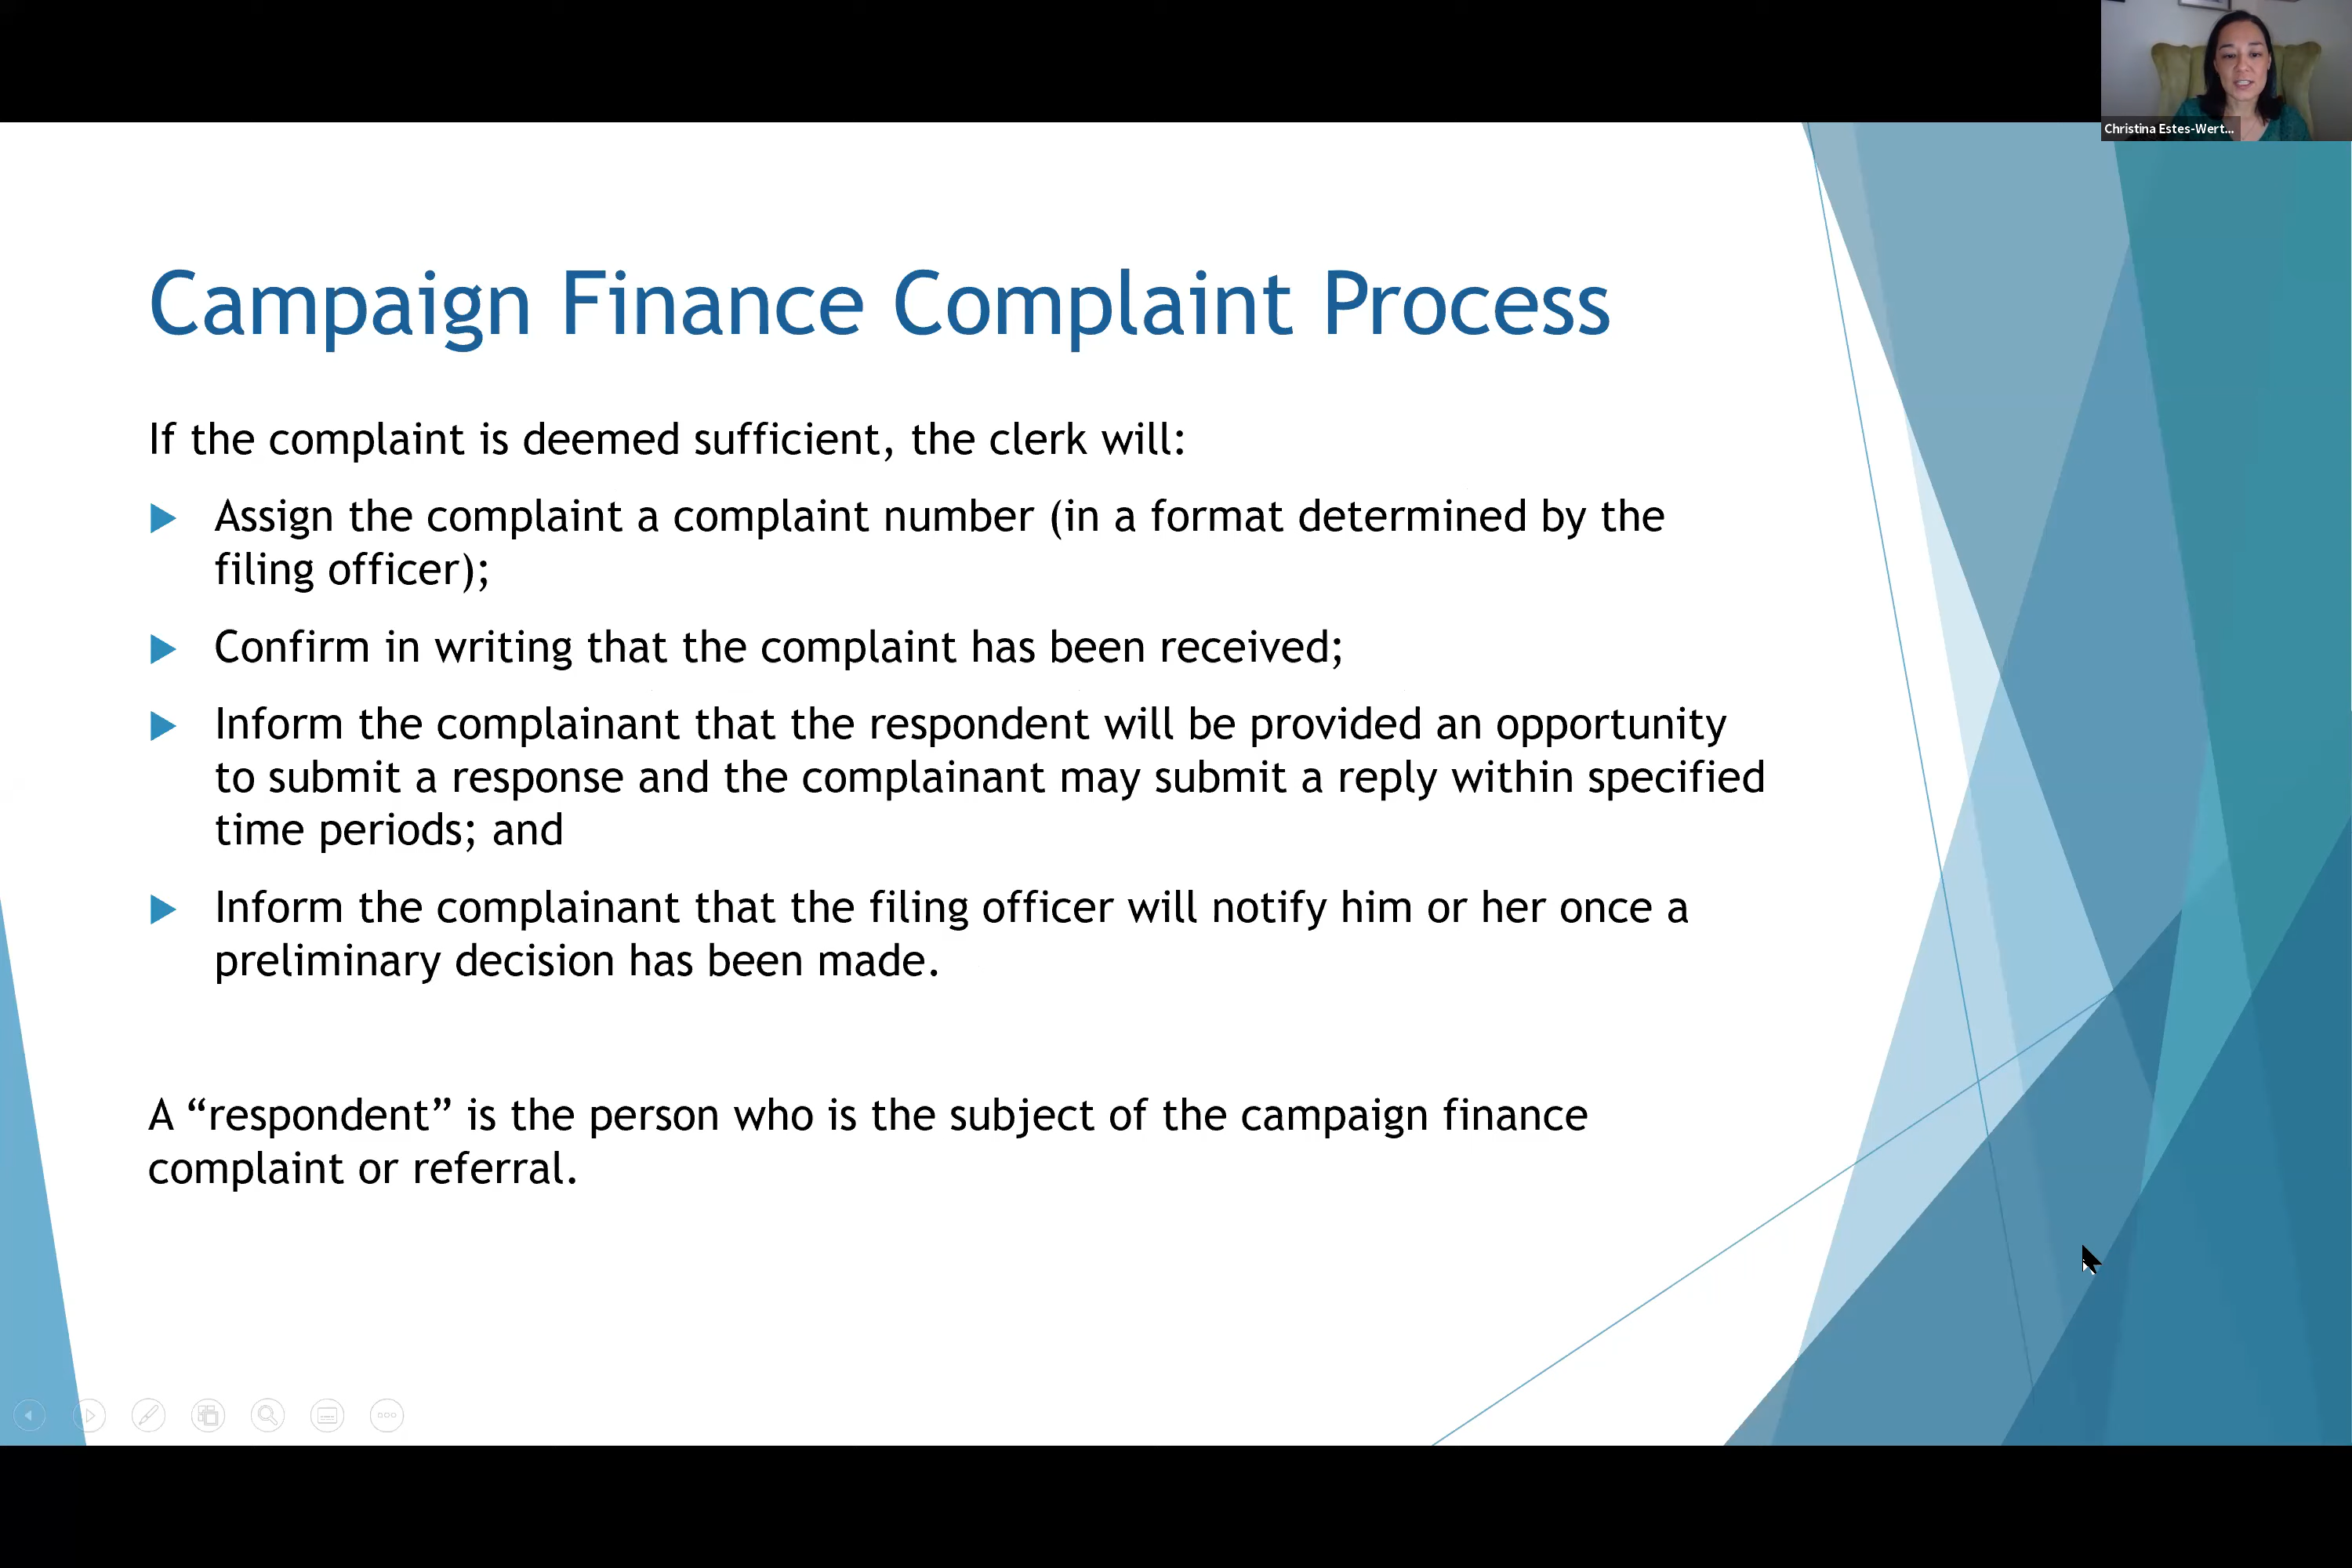 Christina Estes-Wert...
Campaign Finance Complaint Process
If the complaint is deemed sufficient, the clerk will:
Assign the complaint a complaint number (in a format determined by the
filing officer);
Confirm in writing that the complaint has been received;
Inform the complainant that the respondent will be provided an opportunity
to submit a response and the complainant may submit a reply within specified
time periods; and
Inform the complainant that the filing officer will notify him or her once a
preliminary decision has been made.
A “respondent” is the person who is the subject of the campaign finance
complaint or referral.